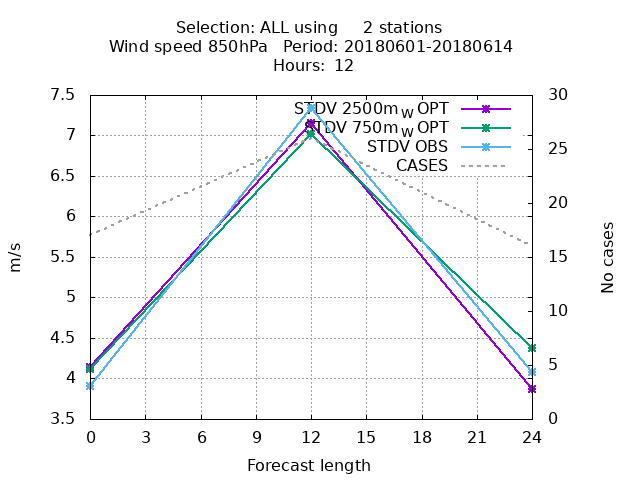 Selection: ALL using     2 stations
Wind speed 850hPa   Period: 20180601-20180614
Hours:  12
7.5
7
6.5
6
5.5
5
4.5
4
3.5
30
25
20
15
10
5
0
STDV 2500m W OPT
STDV 750m W OPT
STDV OBS
CASES
m/s
No cases
0 3 6 9 12 15 18 21 24
Forecast length